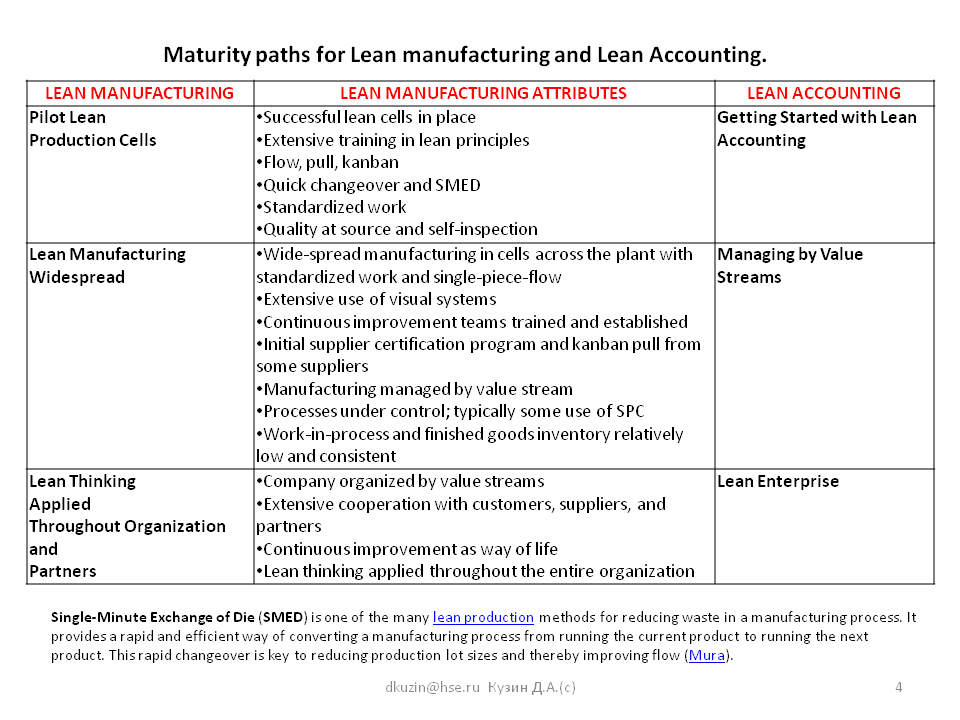 Maturity paths for Lean manufacturing and Lean Accounting.
LEAN MANUFACTURING
LEAN MANUFACTURING ATTRIBUTES
LEAN ACCOUNTING
Pilot Lean
Production Cells
•Successful lean cells in place
•Extensive training in lean principles
•Flow, pull, kanban
•Quick changeover and SMED
•Standardized work
•Quality at source and self-inspection
Getting Started with Lean
Accounting
Lean Manufacturing
Widespread
•Wide-spread manufacturing in cells across the plant with
standardized work and single-piece-flow
•Extensive use of visual systems
•Continuous improvement teams trained and established
•Initial supplier certification program and kanban pull from
some suppliers
•Manufacturing managed by value stream
•Processes under control; typically some use of SPC
•Work-in-process and finished goods inventory relatively
low and consistent
Managing by Value
Streams
Lean Thinking
Applied
Throughout Organization
and
Partners
•Company organized by value streams
•Extensive cooperation with customers, suppliers, and
partners
•Continuous improvement as way of life
•Lean thinking applied throughout the entire organization
Lean Enterprise
Single-Minute Exchange of Die (SMED) is one of the many lean production methods for reducing waste in a manufacturing process. It
provides a rapid and efficient way of converting a manufacturing process from running the current product to running the next
product. This rapid changeover is key to reducing production lot sizes and thereby improving flow (Mura).
dkuzin@hse.ru Кузин Д.А.(с)
4